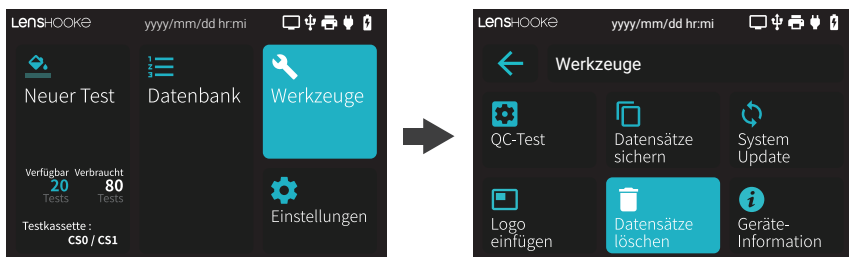 LENSHOOKE yyyy/mm/dd hr:mi
Neuer Test
Datenbank
Werkzeuge
Verfügbar Verbraucht
20 80
Tests Tests
Testkassette :
CS0 / CS1
Einstellungen
LENSHOOKE yyyy/mm/dd hr:mi
Werkzeuge
QC-Test
Datensätze
sichern
System
Update
Logo
einfügen
Datensätze
löschen
Geräte-
Information